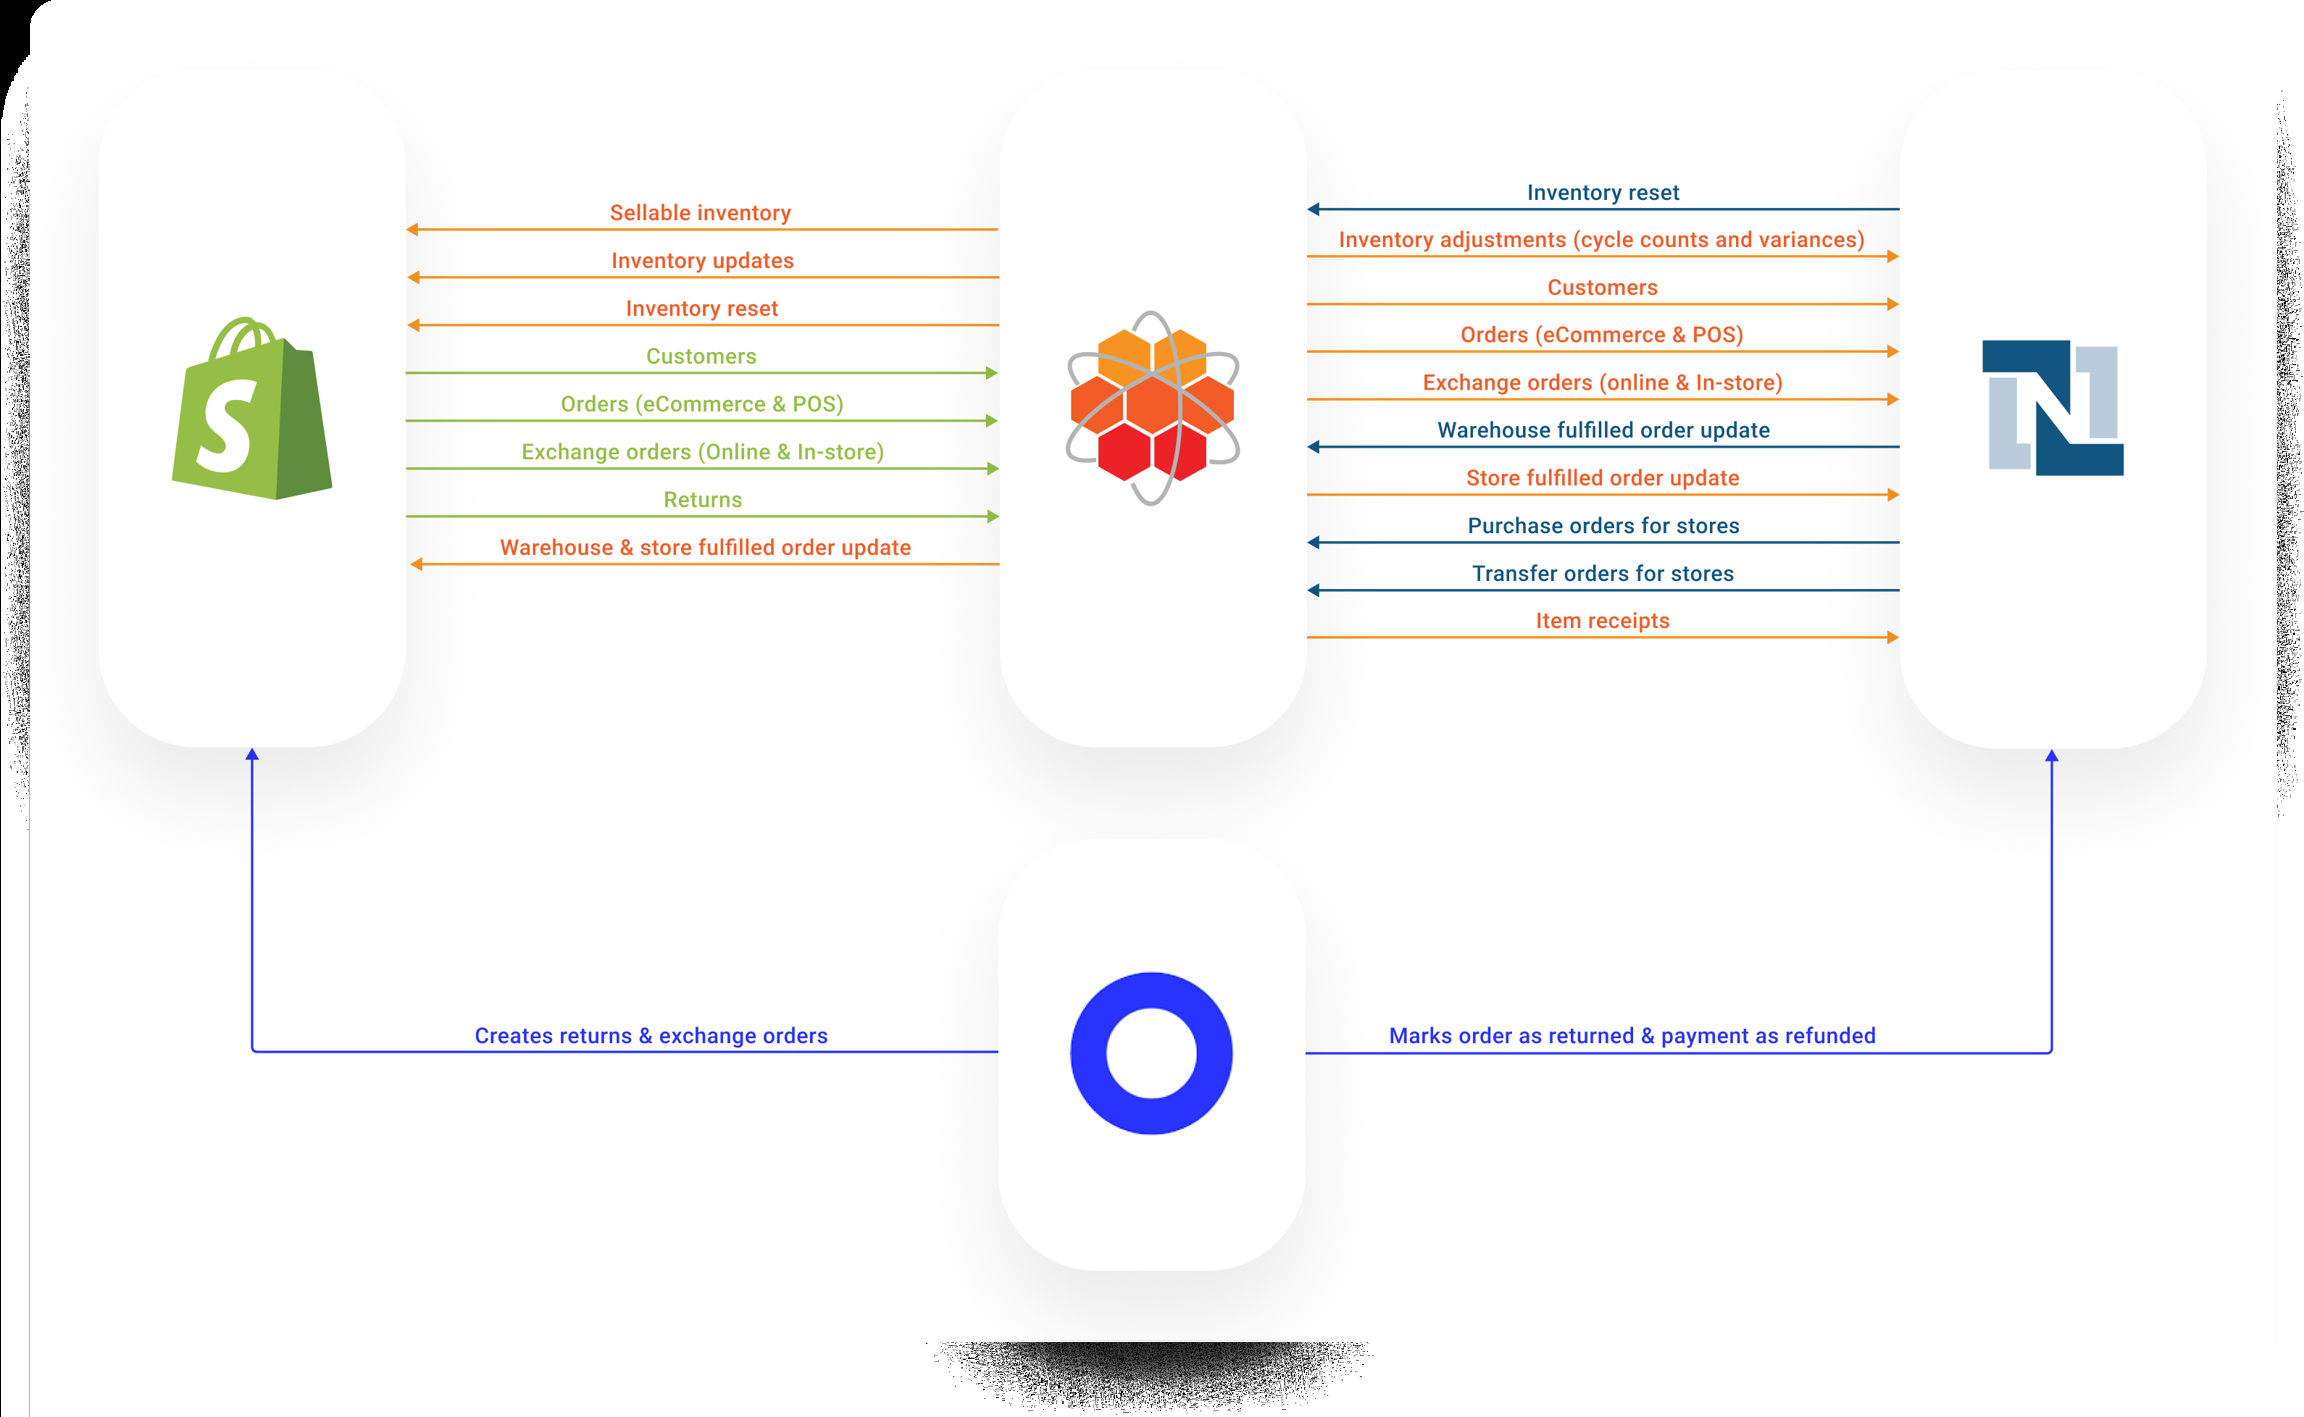 Sellable inventory
Inventory updates
Inventory reset
Customers
Orders (eCommerce & POS)
Exchange orders (Online & In-store)
Returns
Warehouse & store fulfilled order update
Inventory reset
Inventory adjustments (cycle counts and variances)
Customers
Orders (eCommerce & POS)
Exchange orders (online & In-store)
Warehouse fulfilled order update
Store fulfilled order update
Purchase orders for stores
Transfer orders for stores
Item receipts
S
N
Creates returns & exchange orders
Marks order as returned & payment as refunded